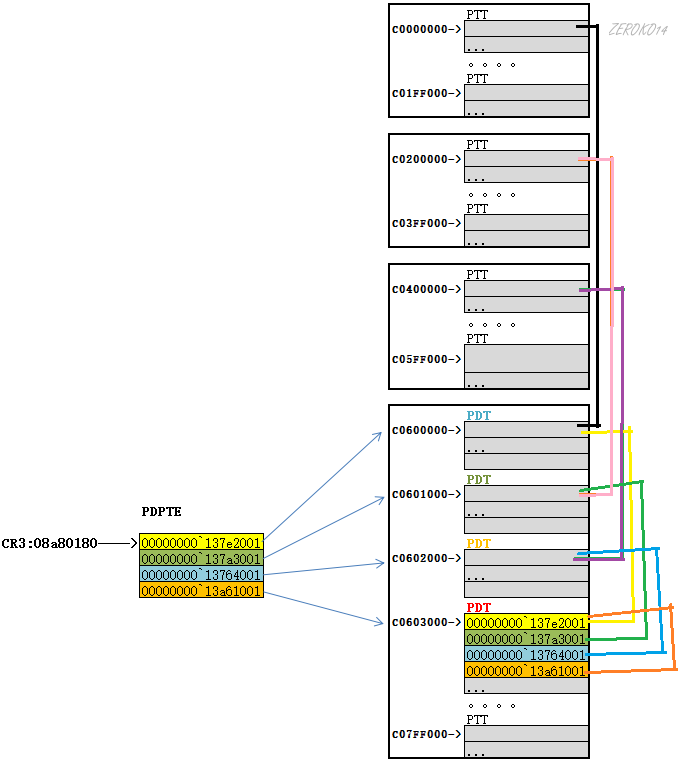 ZEROKO14
PTT
C0000000->
...
。。。。
PTT
C01FF000->
...
PTT
C0200000->
...
。。。。
PTT
C03FF000->
...
PTT
C0400000->
...
。。。。
PTT
C05FF000->
...
PDT
C0600000->
...
PDT
C0601000->
...
PDPTE
CR3:08a80180
00000000`137e2001
00000000`137a3001
00000000`13764001
00000000`13a61001
PDT
C0602000->
...
PDT
C0603000->
00000000`137e2001
00000000`137a3001
00000000`13764001
00000000`13a61001
...
。。。。
PTT
C07FF000->
...